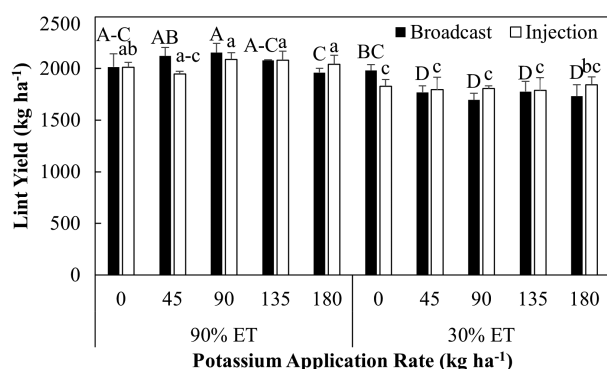 2500
Broadcast Injection
A-C ab AB a-c A a A-C a C a BC c D c D c D c D bc
2000
1500
1000
500
0
Lint Yield (kg ha-1)
0 45 90 135 180 0 45 90 135 180
90% ET 30% ET
Potassium Application Rate (kg ha-1)